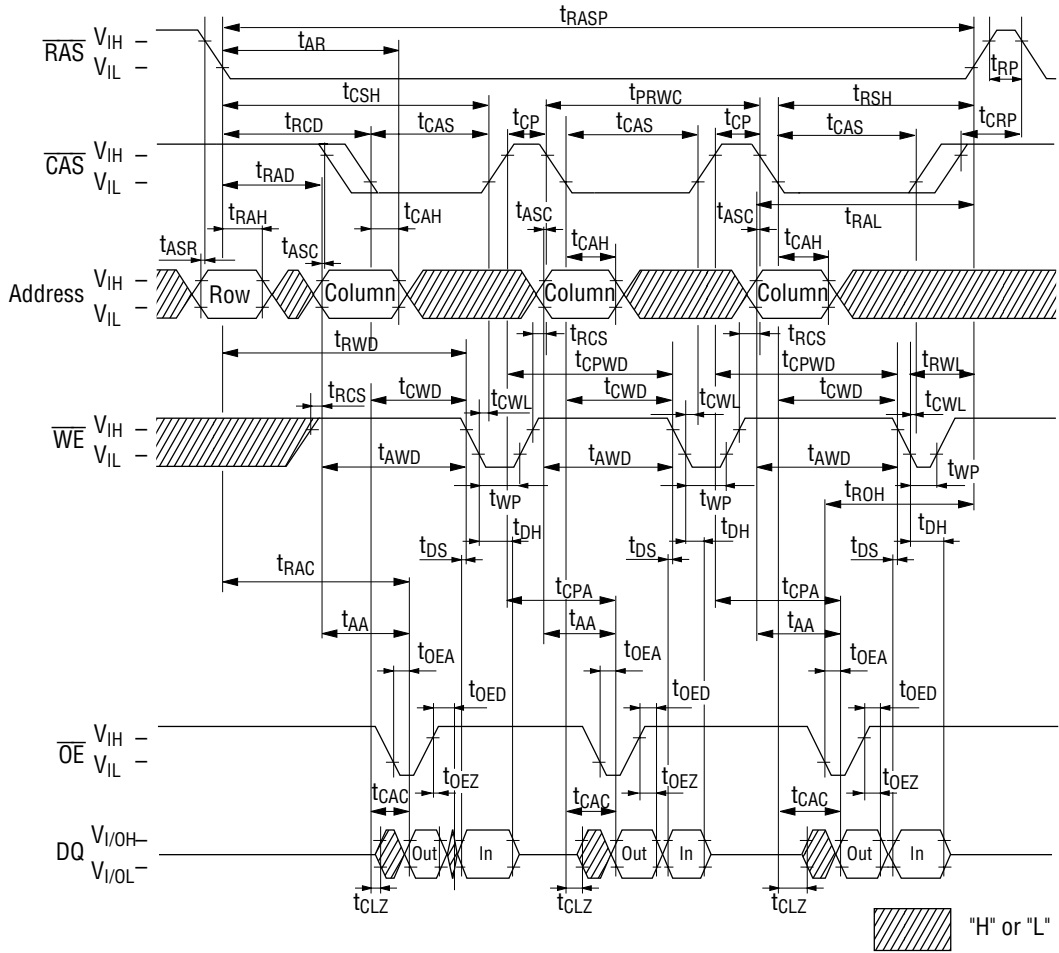 tRASP
tAR
RAS VIH
VIL
tRP
tCSH tPRWC tRSH
tRCD tCAS tCP tCAS tCP tCAS tCRP
CAS VIH
VIL
tRAD
tRAH tCAH tASC tASC tRAL
tASR tASC tCAH tCAH
Address VIH
VIL
Row Column Column Column
tRCS tRCS
tRWD tCPWD tCPWD tRWL
tRCS tCWD tCWL tCWD tCWL tCWD tCWL
WE VIH
VIL
tAWD tAWD tAWD
tWP tWP tWP
tROH
tDH tDH tDH
tDS tDS tDS
tRAC tCPA tCPA
tAA tAA tAA
tOEA tOEA tOEA
tOED tOED tOED
OE VIH
VIL
tOEZ tOEZ tOEZ
tCAC tCAC tCAC
DQ VI/OH
VI/OL
Out In Out In Out In
tCLZ tCLZ tCLZ
"H" or "L"